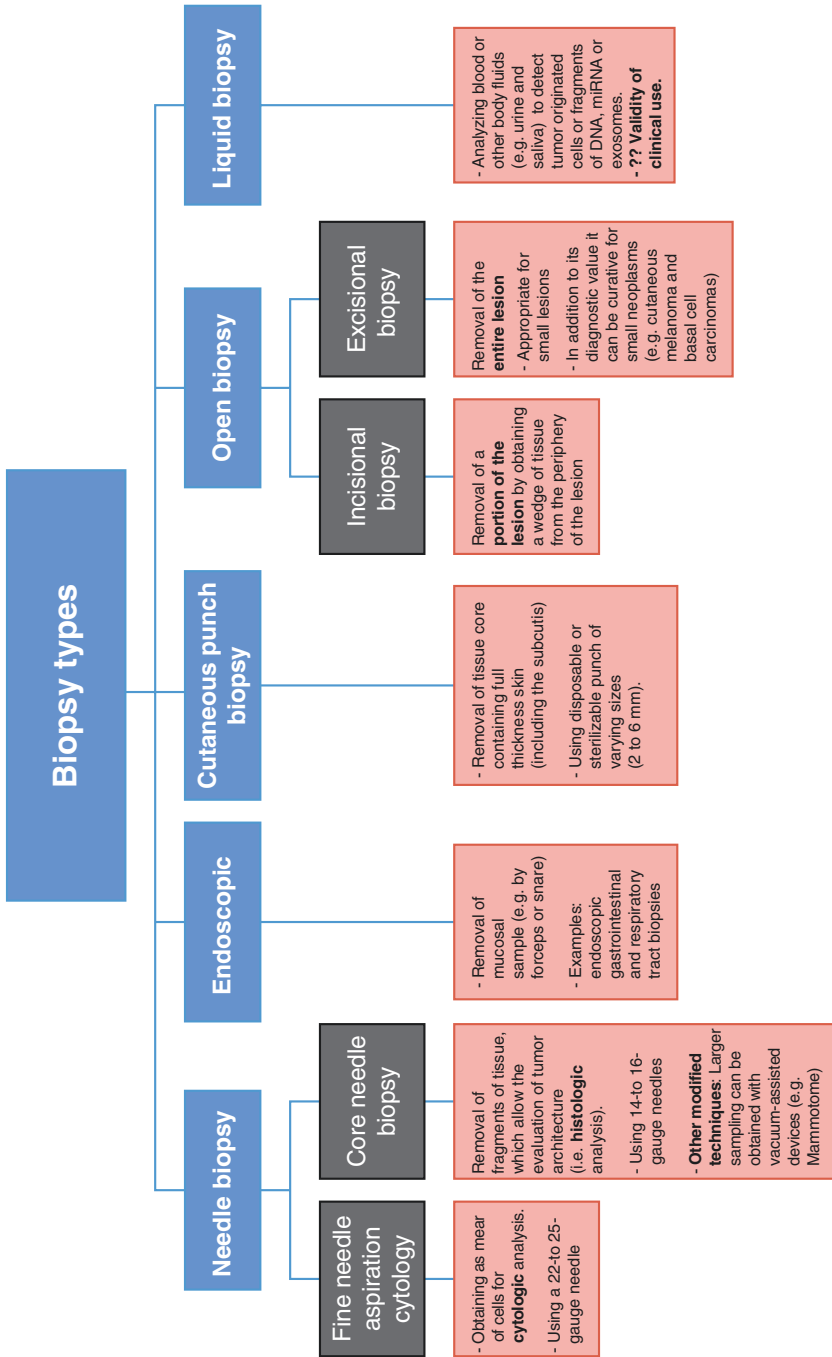 Biopsy types
Needle biopsy
Fine needle
aspiration
cytology
- Obtaining as mear
of cells for
cytologic analysis.
- Using a 22-to 25-
gauge needle
Core needle
biopsy
Removal of
fragments of tissue,
which allow the
evaluation of tumor
architecture
(i.e. histologic
analysis).
- Using 14-to 16-
gauge needles
- Other modified
techniques: Larger
sampling can be
obtained with
vacuum-assisted
devices (e.g.
Mammotome)
Endoscopic
- Removal of
mucosal
sample (e.g. by
forceps or snare)
- Examples:
endoscopic
gastrointestinal
and respiratory
tract biopsies
Cutaneous punch
biopsy
- Removal of tissue core
containing full
thickness skin
(including the subcutis)
- Using disposable or
sterilizable punch of
varying sizes
(2 to 6 mm).
Open biopsy
Incisional
biopsy
Removal of a
portion of the
lesion by obtaining
a wedge of tissue
from the periphery
of the lesion
Excisional
biopsy
Removal of the
entire lesion
- Appropriate for
small lesions
- In addition to its
diagnostic value it
can be curative for
small neoplasms
(e.g. cutaneous
melanoma and
basal cell
carcinomas)
Liquid biopsy
- Analyzing blood or
other body fluids
(e.g. urine and
saliva) to detect
tumor originated
cells or fragments
of DNA, miRNA or
exosomes.
- ?? Validity of
clinical use.